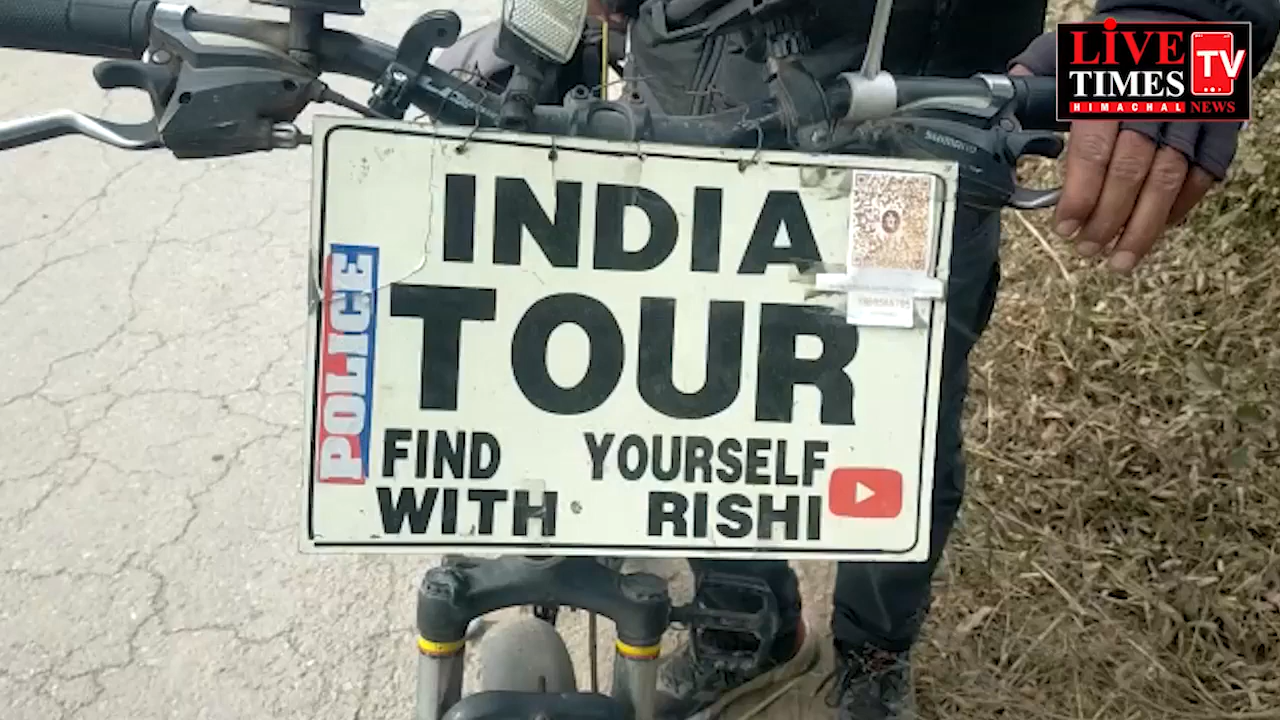 LIVE
TIMES TV
HIMACHAL NEWS
SHIMANO
INDIA
TOUR
POLICE
FIND YOURSELF
WITH RISHI